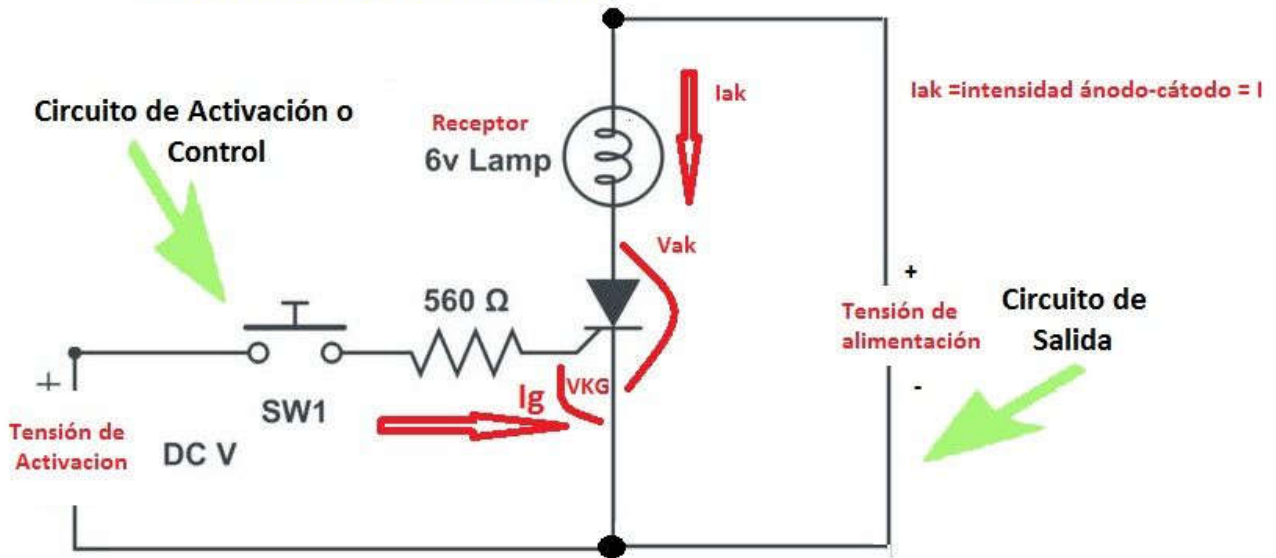 Circuito de Activación o
Control
Receptor
6v Lamp
Iak
Iak =intensidad ánodo-cátodo = I
Vak
560 Ω
+
Tensión de
alimentación
-
Circuito de
Salida
+
SW1
Ig
VKG
Tensión de
Activacion
DC V